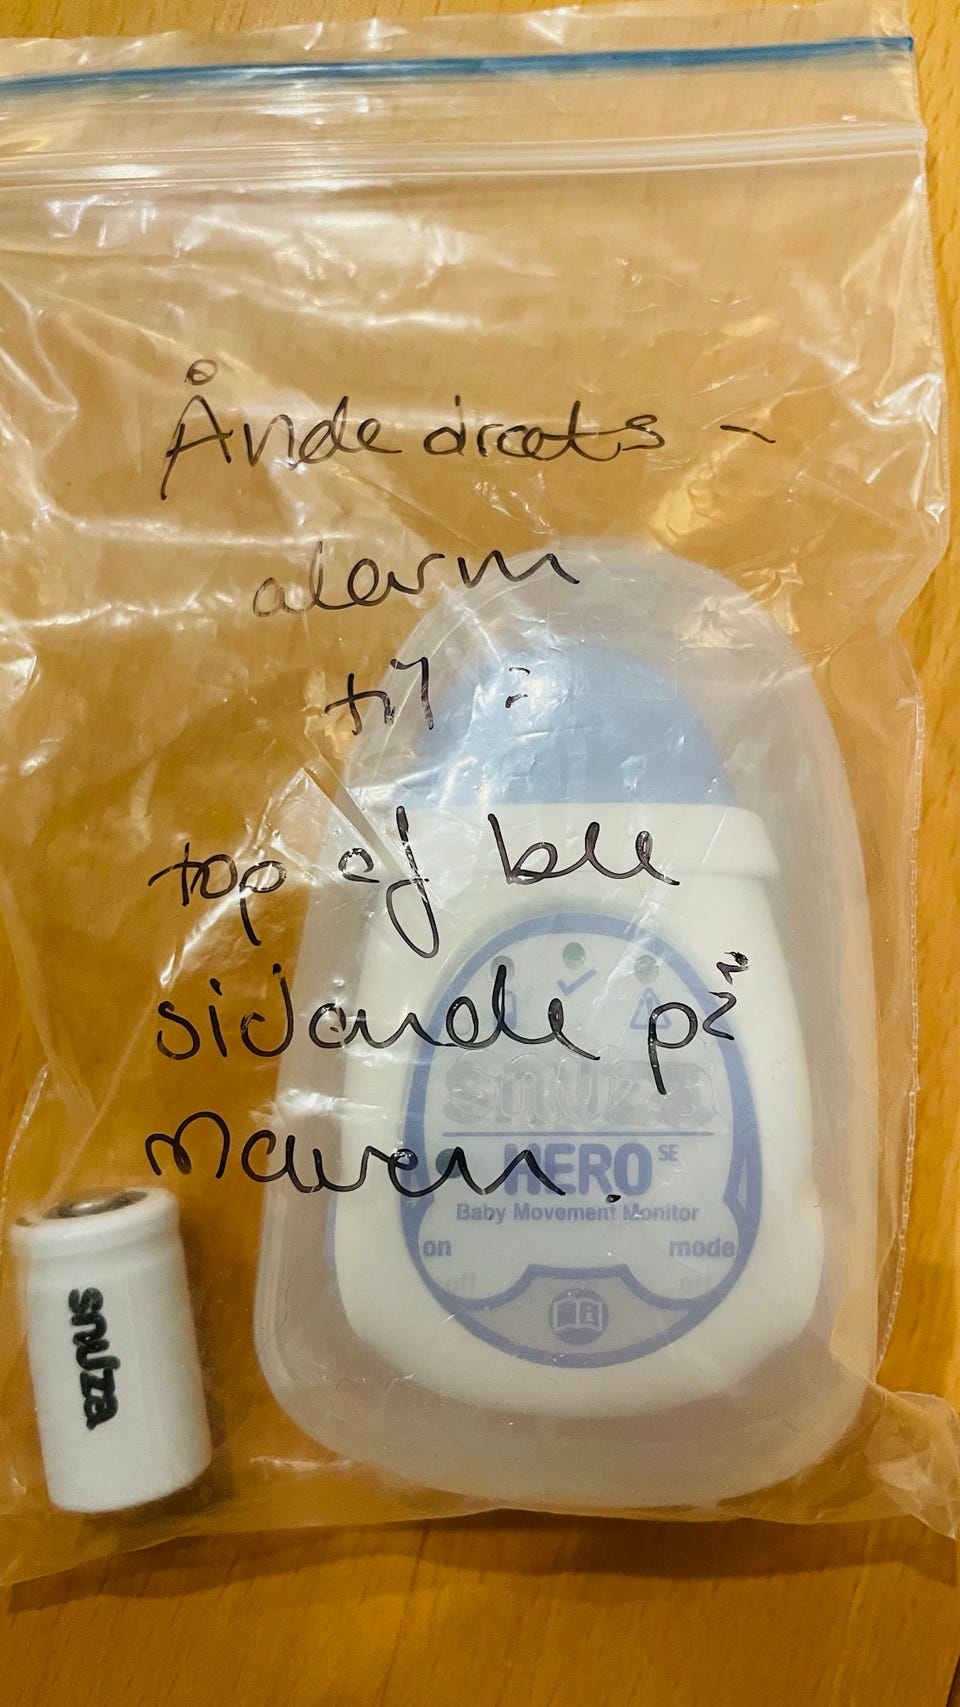 Åndedræts-
alarm
til:
top af ble
siddende på
Maven.
snuza
HERO SE
Baby Movement Monitor
on mode
off off
snuza